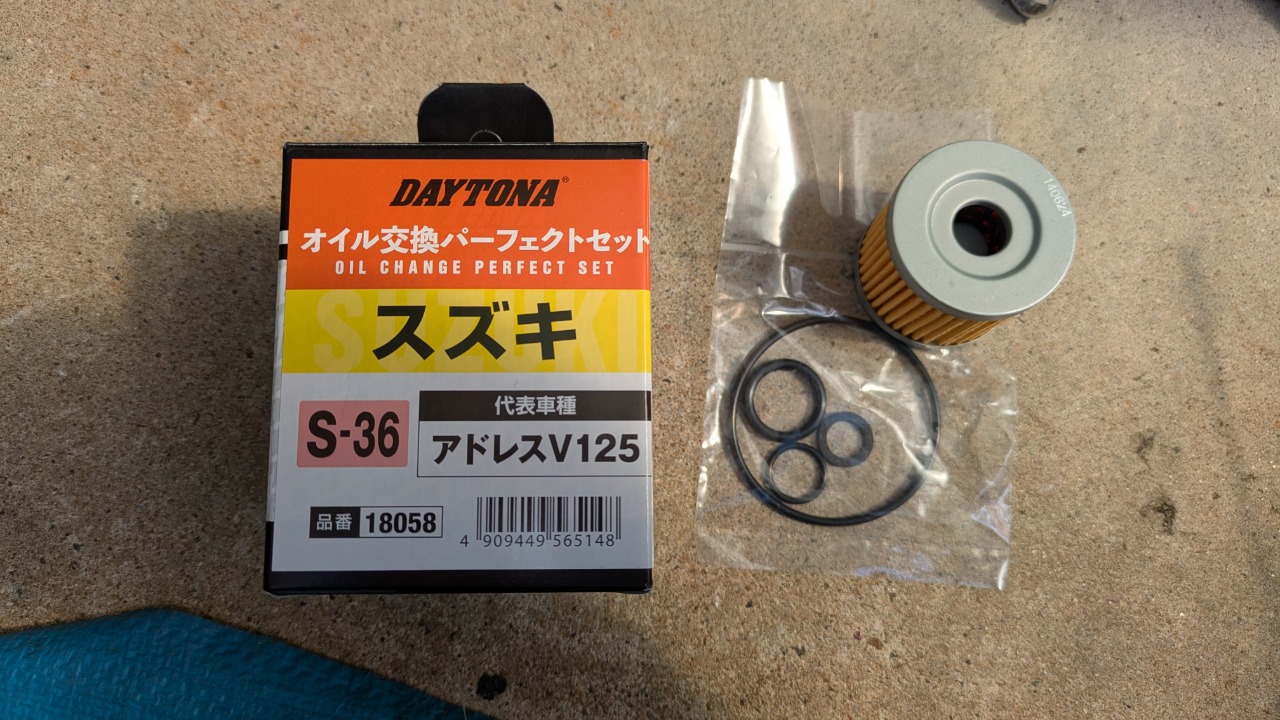 DAYTONA®
オイル交換パーフェクトセット
OIL CHANGE PERFECT SET
SUZUKI
スズキ
S-36
代表車種
アドレスV125
品番 18058
4 909449 565148
140624